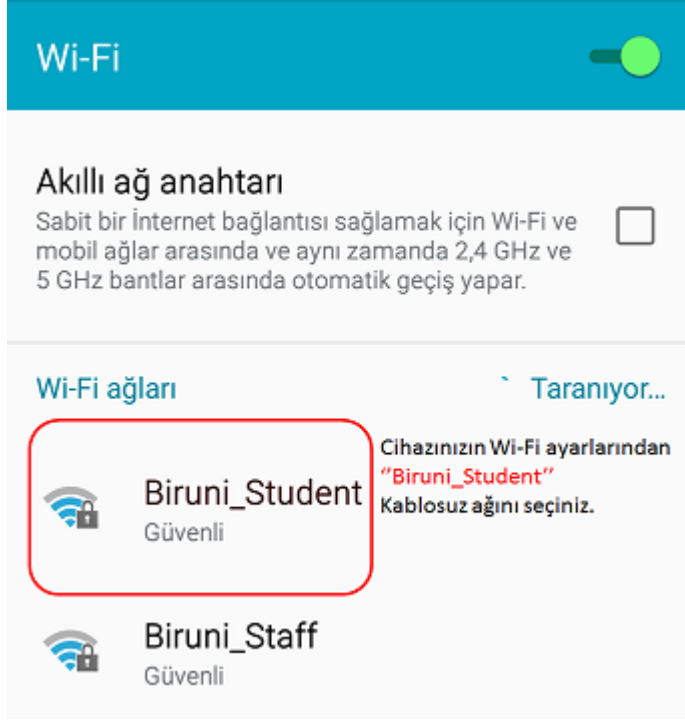 Wi-Fi
Akıllı ağ anahtarı
Sabit bir İnternet bağlantısı sağlamak için Wi-Fi ve
mobil ağlar arasında ve aynı zamanda 2,4 GHz ve
5 GHz bantlar arasında otomatik geçiş yapar.
Wi-Fi ağları
` Taranıyor...
Cihazınızın Wi-Fi ayarlarından
‘‘Biruni_Student’’
Kablosuz ağını seçiniz.
Biruni_Student
Güvenli
Biruni_Staff
Güvenli